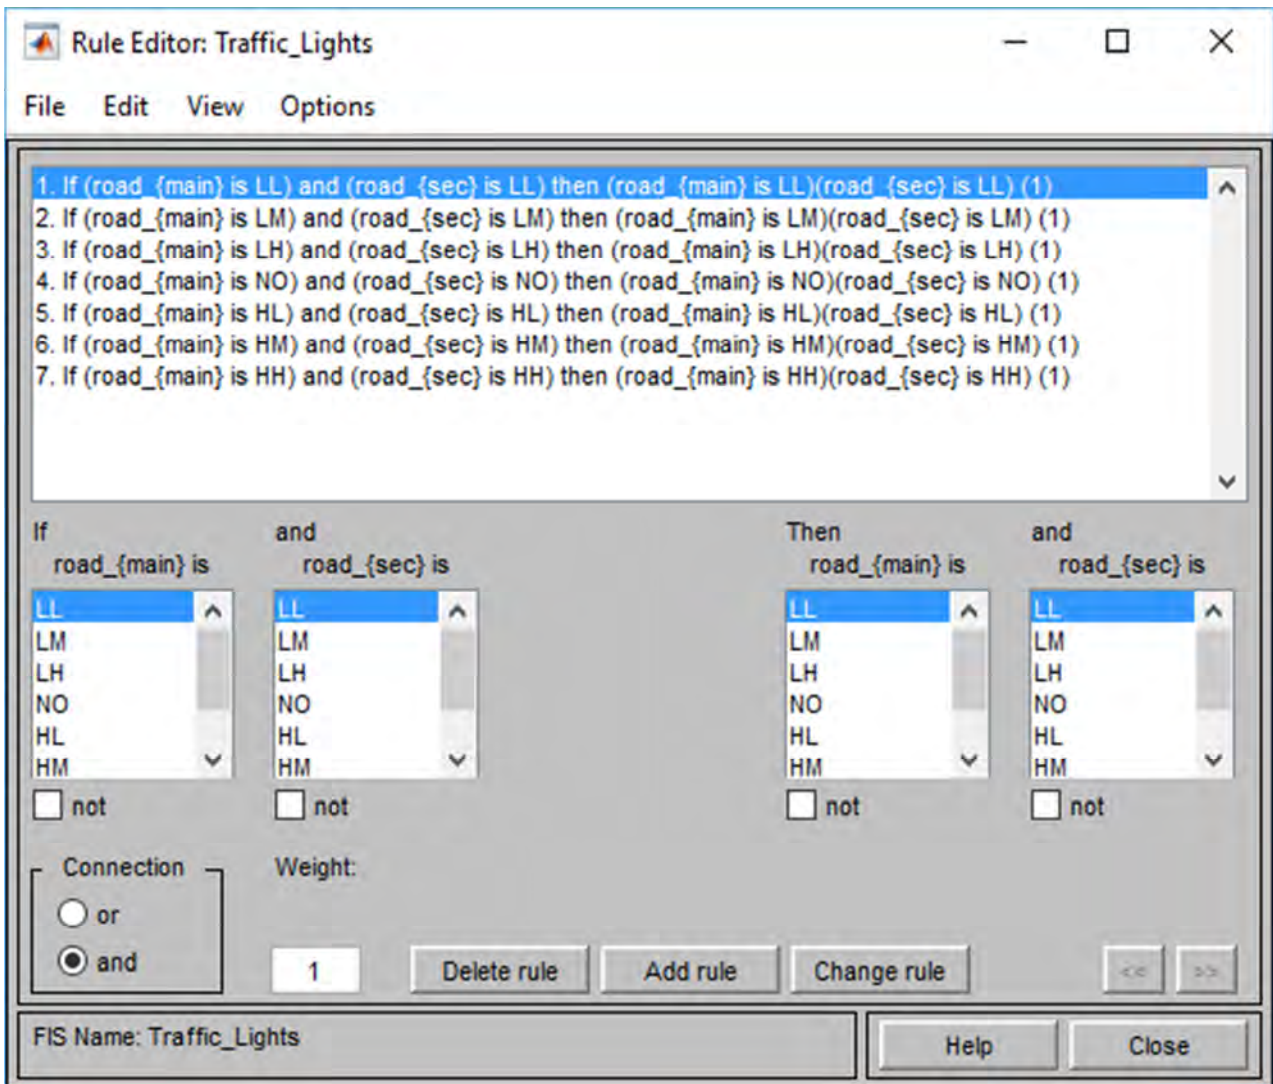 Rule Editor: Traffic_Lights
File Edit View Options
1. If (road_{main} is LL) and (road_{sec} is LL) then (road_{main} is LL)(road_{sec} is LL) (1)
2. If (road_{main} is LM) and (road_{sec} is LM) then (road_{main} is LM)(road_{sec} is LM) (1)
3. If (road_{main} is LH) and (road_{sec} is LH) then (road_{main} is LH)(road_{sec} is LH) (1)
4. If (road_{main} is NO) and (road_{sec} is NO) then (road_{main} is NO)(road_{sec} is NO) (1)
5. If (road_{main} is HL) and (road_{sec} is HL) then (road_{main} is HL)(road_{sec} is HL) (1)
6. If (road_{main} is HM) and (road_{sec} is HM) then (road_{main} is HM)(road_{sec} is HM) (1)
7. If (road_{main} is HH) and (road_{sec} is HH) then (road_{main} is HH)(road_{sec} is HH) (1)
If and Then and
road_{main} is road_{sec} is road_{main} is road_{sec} is
LL LL LL LL
LM LM LM LM
LH LH LH LH
NO NO NO NO
HL HL HL HL
HM HM HM HM
not not not not
Connection Weight:
or
and 1 Delete rule Add rule Change rule << >>
FIS Name: Traffic_Lights Help Close